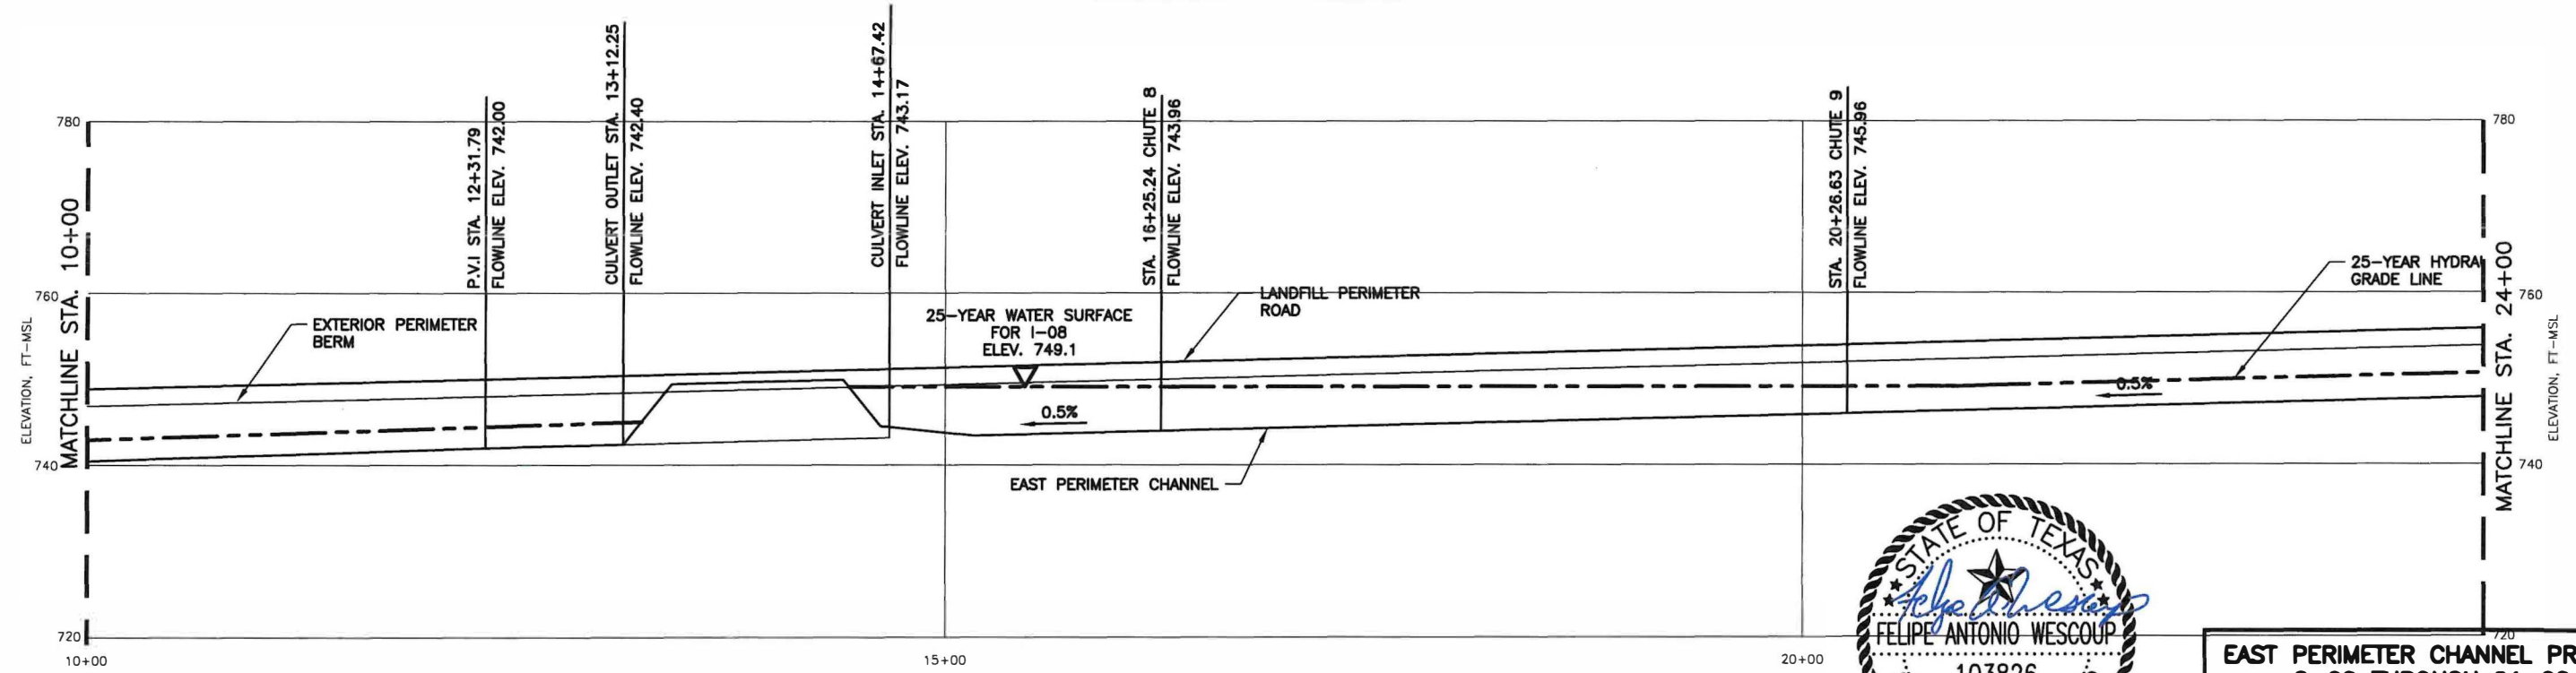 P.V.I STA. 12+31.79
FLOWLINE ELEV. 742.00
CULVERT OUTLET STA. 13+12.25
FLOWLINE ELEV. 742.40
CULVERT INLET STA. 14+67.42
FLOWLINE ELEV. 743.17
STA. 16+25.24 CHUTE 8
FLOWLINE ELEV. 743.96
STA. 20+26.63 CHUTE 9
FLOWLINE ELEV. 745.96
780
780
760
760
740
740
720
720
ELEVATION, FT-MSL
MATCHLINE STA. 10+00
EXTERIOR PERIMETER
BERM
25-YEAR WATER SURFACE
FOR I-08
ELEV. 749.1
LANDFILL PERIMETER
ROAD
25-YEAR HYDRA
GRADE LINE
0.5%
0.5%
EAST PERIMETER CHANNEL
MATCHLINE STA. 24+00
ELEVATION, FT-MSL
10+00
15+00
20+00
STATE OF TEXAS
FELIPE ANTONIO WESCOUP
103826
EAST PERIMETER CHANNEL PR